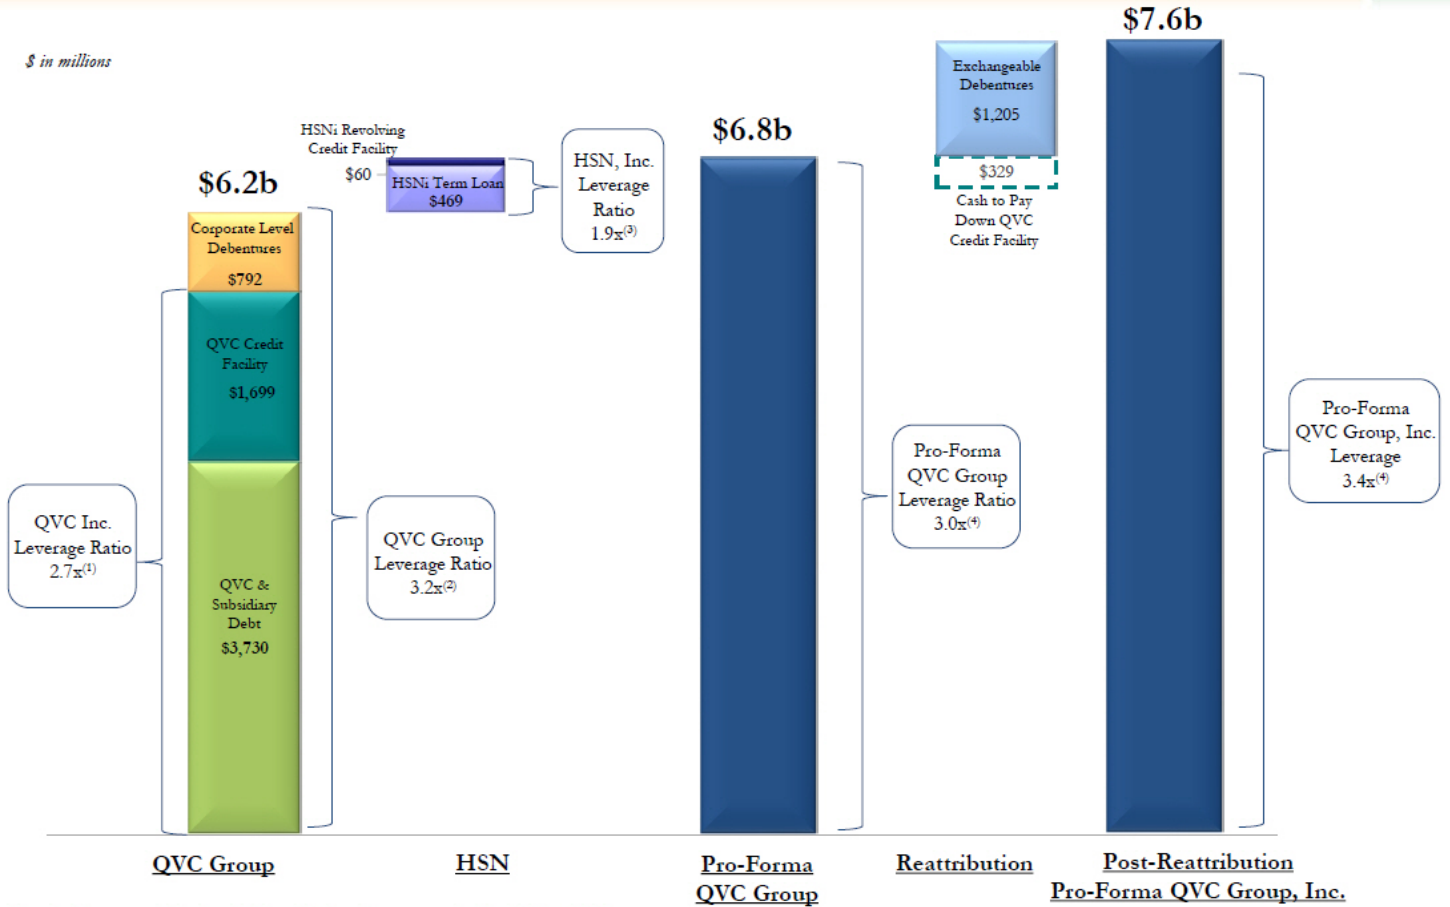 $7.6b
$ in millions
Exchangeable
Debentures
$1,205
HSNi Revolving
Credit Facility
$60
$6.8b
HSN, Inc.
Leverage
Ratio
1.9x(3)
$6.2b
HSNi Term Loan
$469
$329
Cash to Pay
Down QVC
Credit Facility
Corporate Level
Debentures
$792
QVC Credit
Facility
$1,699
Pro-Forma
QVC Group, Inc.
Leverage
3.4x(4)
Pro-Forma
QVC Group
Leverage Ratio
3.0x(4)
QVC Inc.
Leverage Ratio
2.7x(1)
QVC Group
Leverage Ratio
3.2x(2)
QVC &
Subsidiary
Debt
$3,730
QVC Group
HSN
Pro-Forma
QVC Group
Reattribution
Post-Reattribution
Pro-Forma QVC Group, Inc.